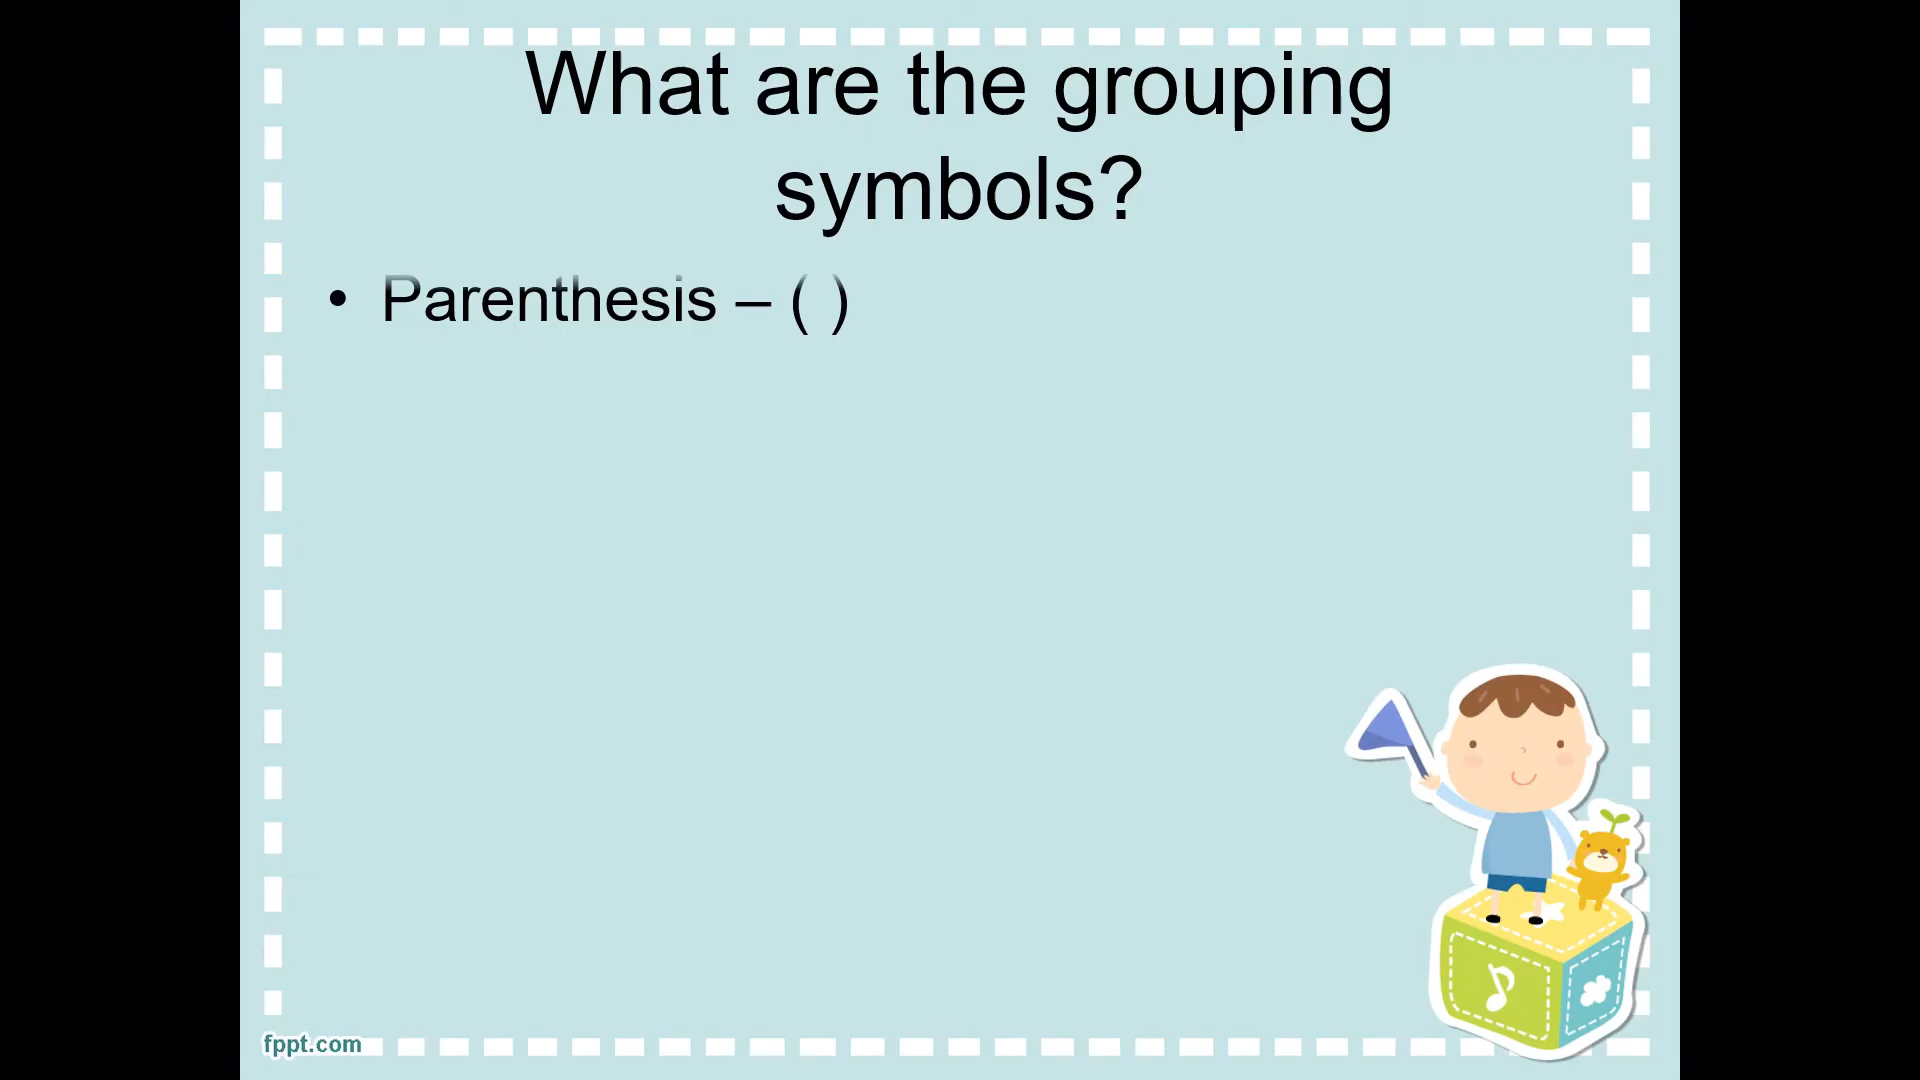 What are the grouping
symbols?
• Parenthesis – ( )
fppt.com